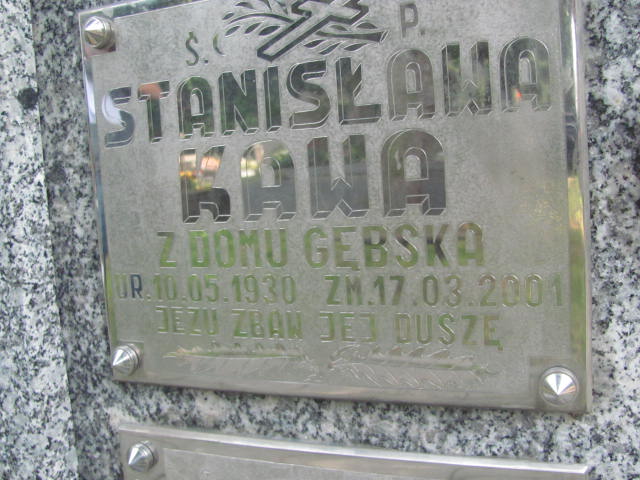 Ś. P.
STANISŁAWA
KAWA
Z DOMU GĘBSKA
UR. 10.05.1930 ZM. 17.03.2001
JEZU ZBAW JEJ DUSZĘ